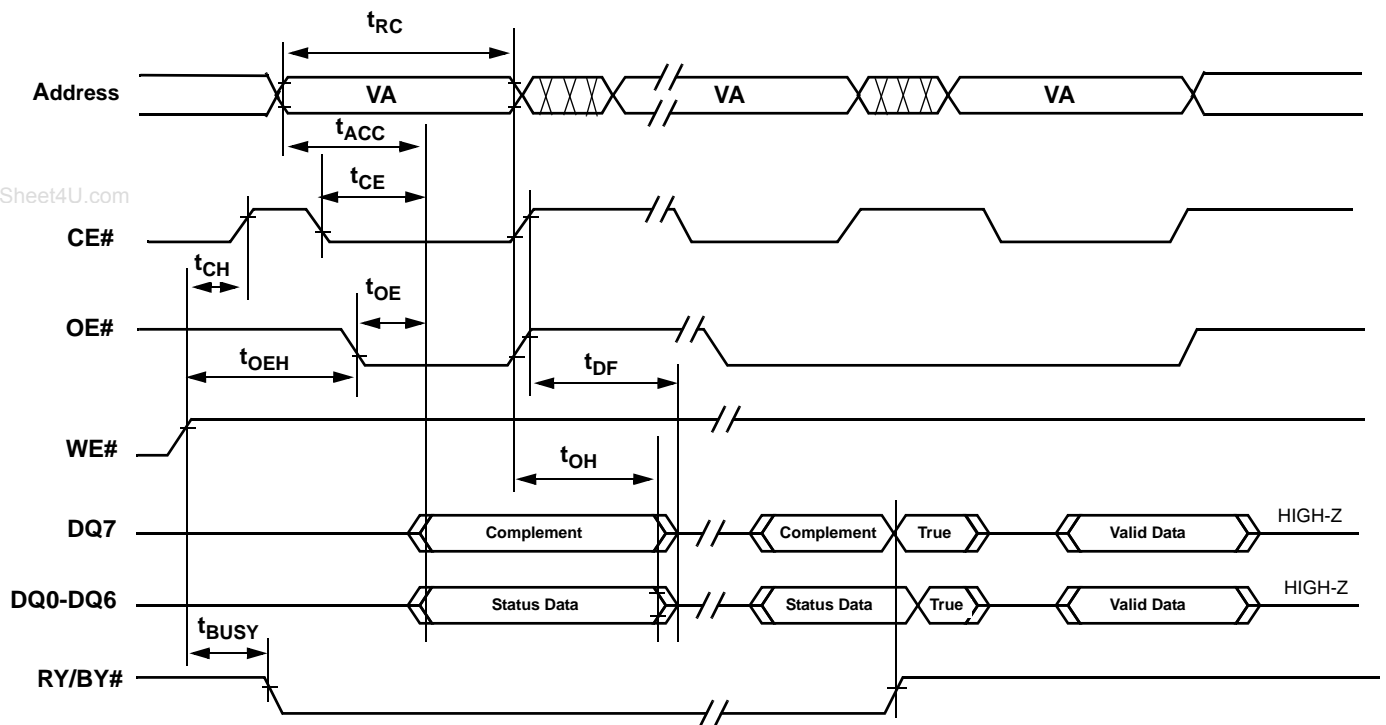 tRC
Address VA VA VA
tACC
tCE
Sheet4U.com
CE#
tCH
tOE
OE#
tOEH tDF
WE#
tOH
DQ7 Complement Complement True Valid Data HIGH-Z
DQ0-DQ6 Status Data Status Data True Valid Data HIGH-Z
tBUSY
RY/BY#